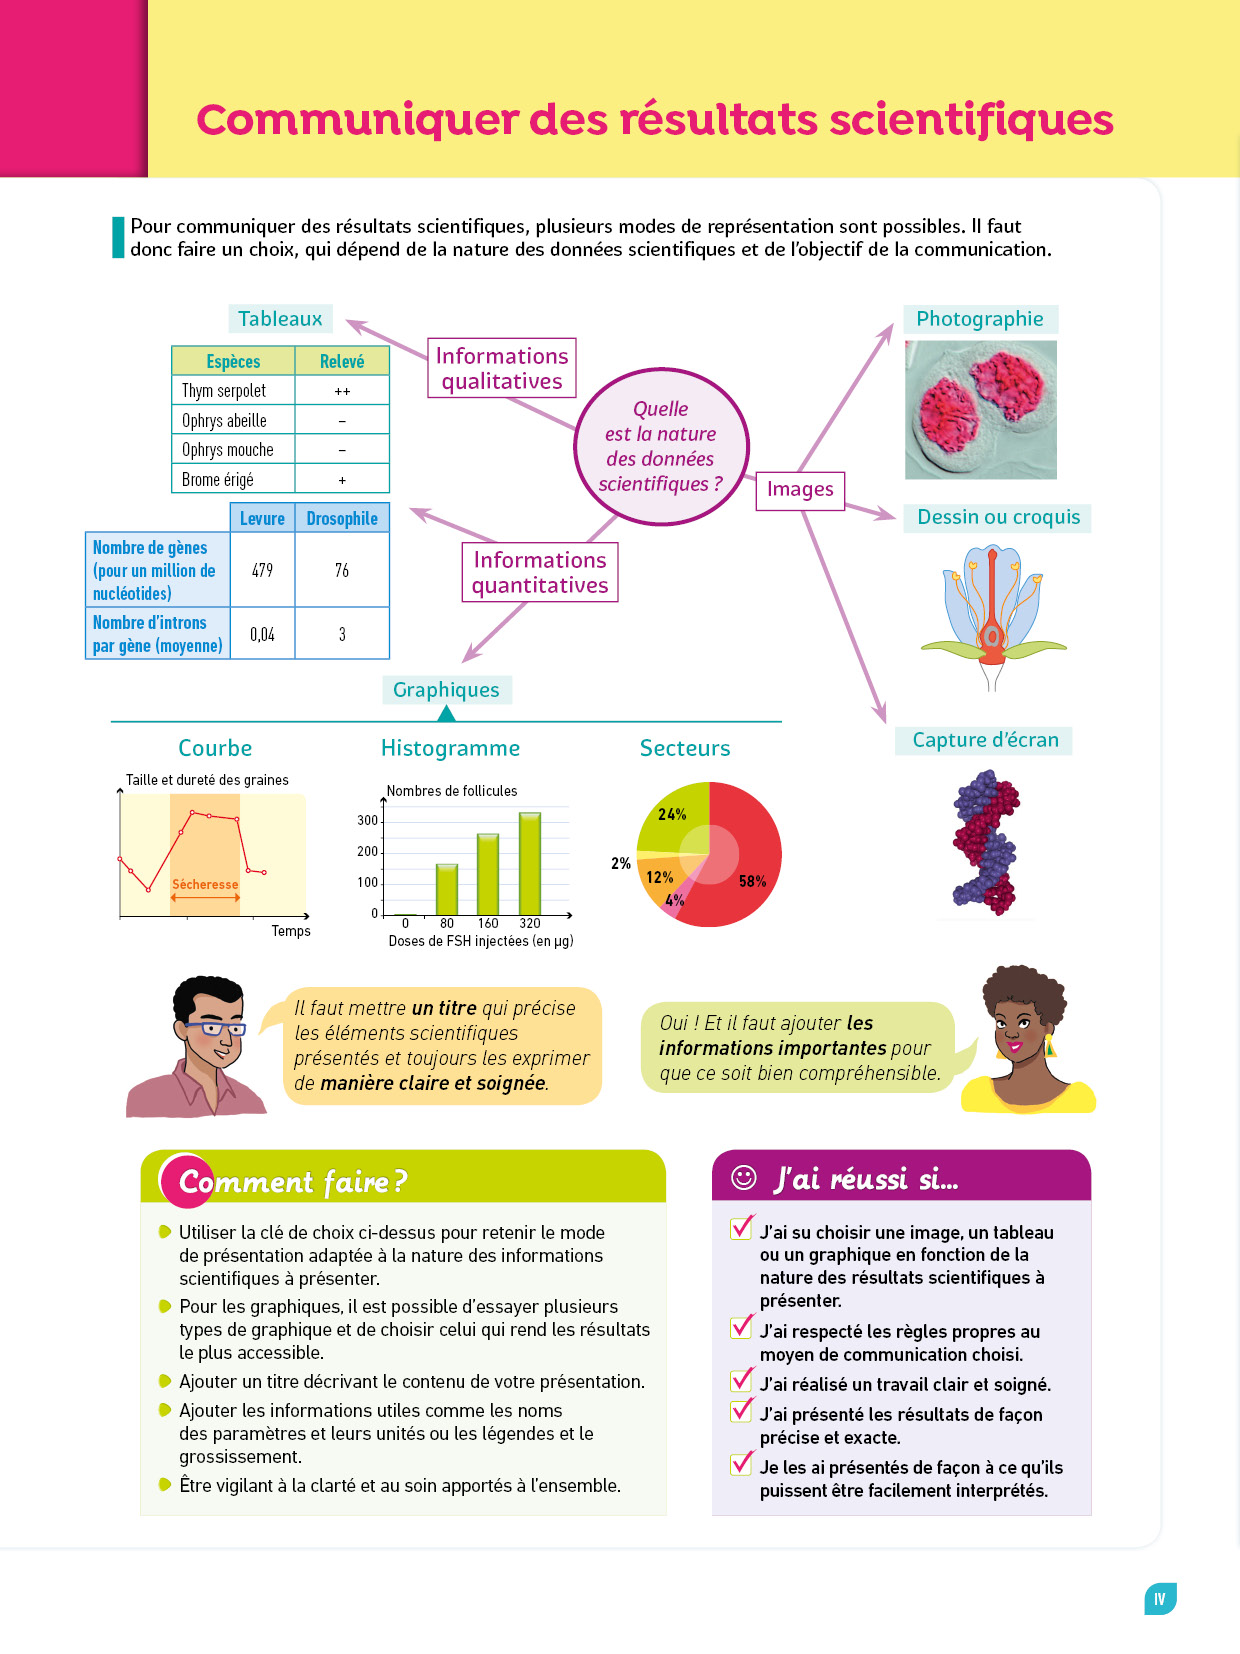 Communiquer des résultats scientifiques
Pour communiquer des résultats scientifiques, plusieurs modes de représentation sont possibles. Il faut
donc faire un choix, qui dépend de la nature des données scientifiques et de l’objectif de la communication.
Tableaux
Espèces Relevé
Thym serpolet ++
Ophrys abeille –
Ophrys mouche –
Brome érigé +
Levure Drosophile
Nombre de gènes
(pour un million de
nucléotides)
479 76
Nombre d’introns
par gène (moyenne)
0,04 3
Informations
qualitatives
Quelle
est la nature
des données
scientifiques ?
Informations
quantitatives
Images
Photographie
Dessin ou croquis
Capture d’écran
Graphiques
Courbe
Taille et dureté des graines
Sécheresse
Temps
Histogramme
Nombres de follicules
300
200
100
0
0 80 160 320
Doses de FSH injectées (en µg)
Secteurs
24%
2%
12%
4%
58%
Il faut mettre un titre qui précise
les éléments scientifiques
présentés et toujours les exprimer
de manière claire et soignée.
Oui ! Et il faut ajouter les
informations importantes pour
que ce soit bien compréhensible.
Comment faire ?
Utiliser la clé de choix ci-dessus pour retenir le mode
de présentation adaptée à la nature des informations
scientifiques à présenter.
Pour les graphiques, il est possible d’essayer plusieurs
types de graphique et de choisir celui qui rend les résultats
le plus accessible.
Ajouter un titre décrivant le contenu de votre présentation.
Ajouter les informations utiles comme les noms
des paramètres et leurs unités ou les légendes et le
grossissement.
Être vigilant à la clarté et au soin apportés à l’ensemble.
J’ai réussi si...
J’ai su choisir une image, un tableau
ou un graphique en fonction de la
nature des résultats scientifiques à
présenter.
J’ai respecté les règles propres au
moyen de communication choisi.
J’ai réalisé un travail clair et soigné.
J’ai présenté les résultats de façon
précise et exacte.
Je les ai présentés de façon à ce qu’ils
puissent être facilement interprétés.
IV